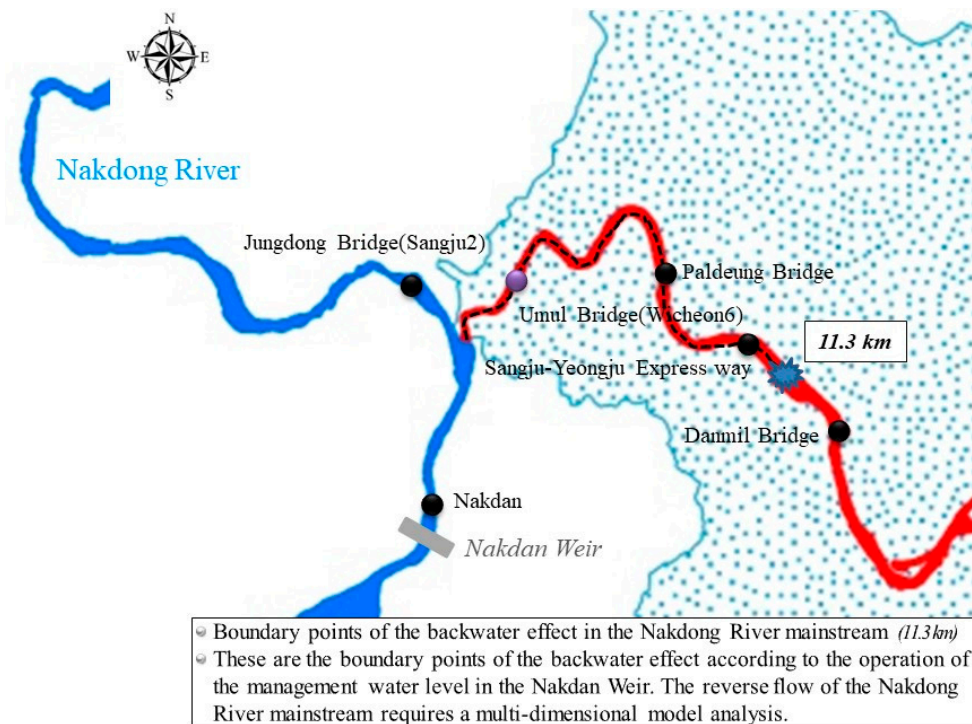 N
W E
S
Nakdong River
Jungdong Bridge(Sangju2)
Paldeung Bridge
Umul Bridge(Wicheon6)
11.3 km
Sangju-Yeongju Express way
Danmil Bridge
Nakdan
Nakdan Weir
Boundary points of the backwater effect in the Nakdong River mainstream (11.3km)
These are the boundary points of the backwater effect according to the operation of
the management water level in the Nakdan Weir. The reverse flow of the Nakdong
River mainstream requires a multi-dimensional model analysis.